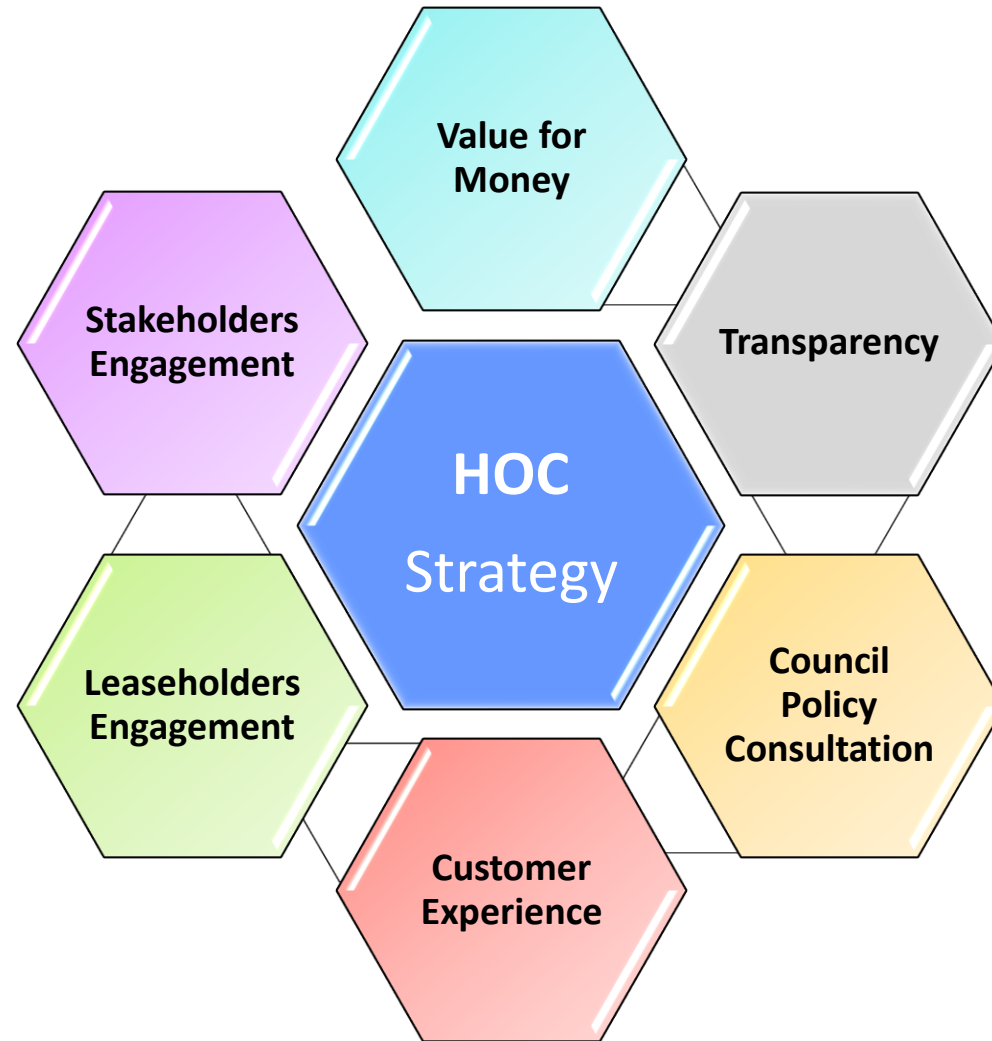 Value for
Money
Transparency
Council
Policy
Consultation
Customer
Experience
Leaseholders
Engagement
Stakeholders
Engagement
HOC
Strategy